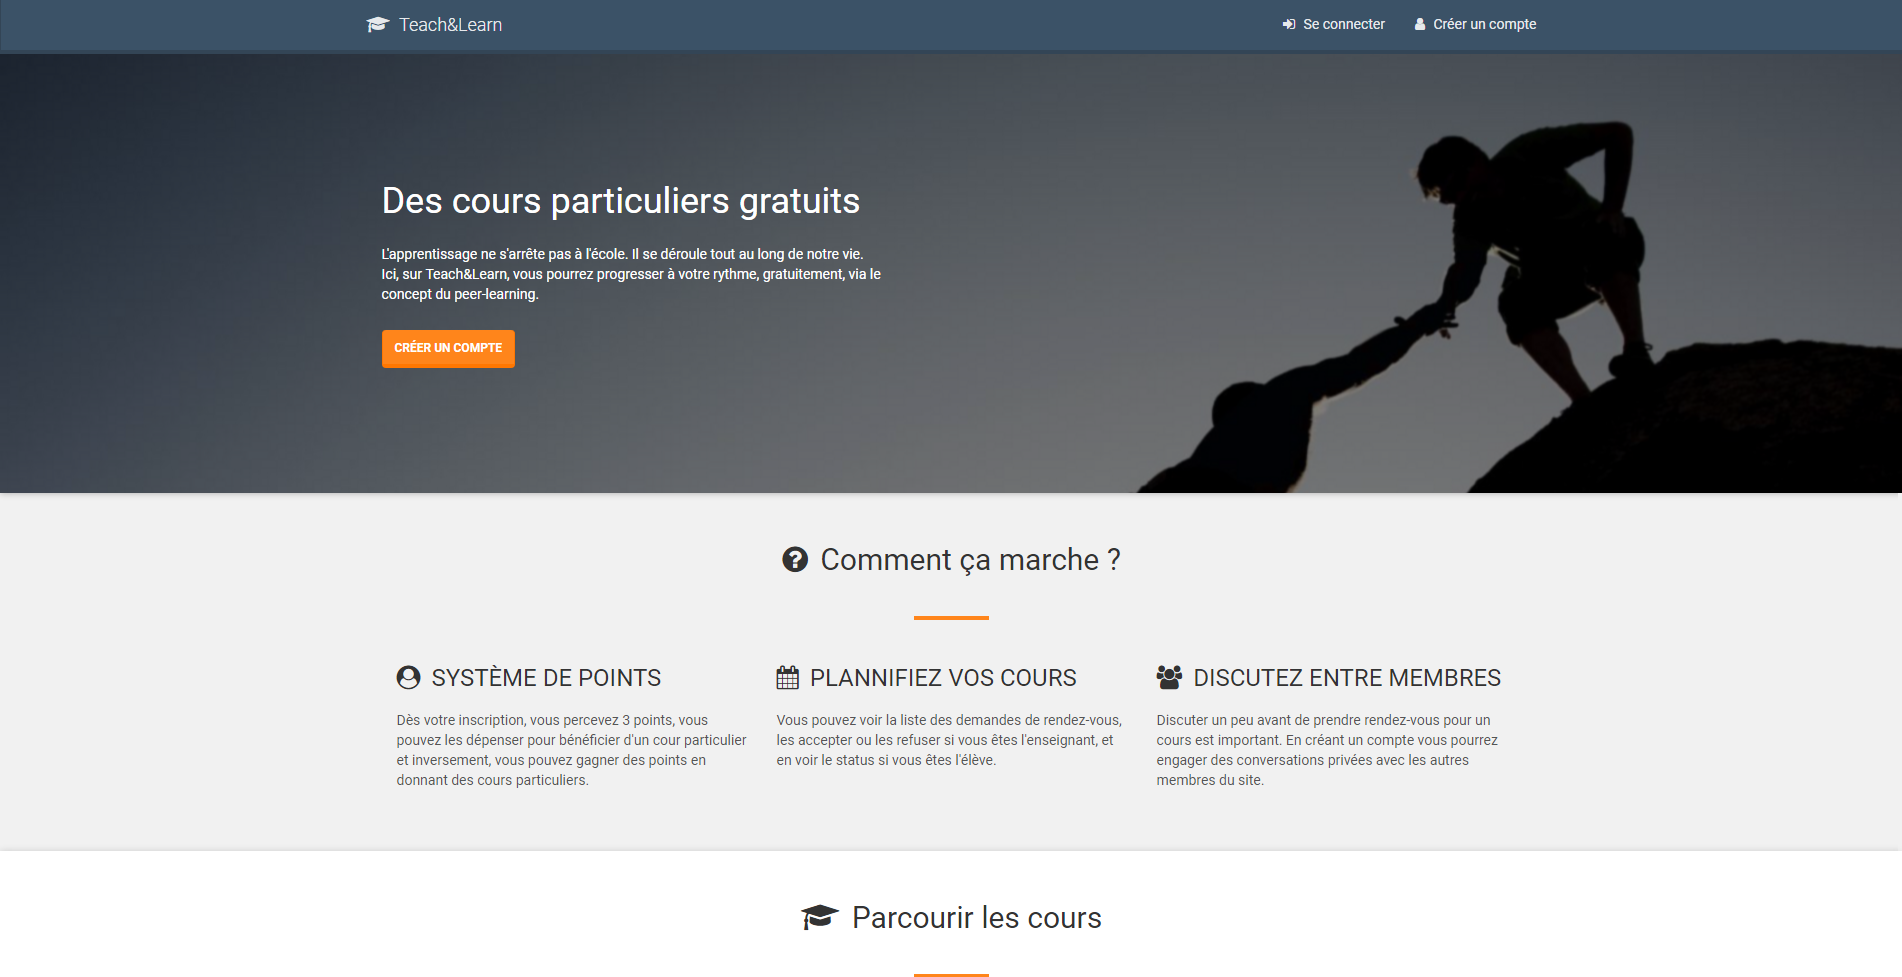 Teach&Learn
Se connecter
Créer un compte
Des cours particuliers gratuits
L'apprentissage ne s'arrête pas à l'école. Il se déroule tout au long de notre vie.
Ici, sur Teach&Learn, vous pourrez progresser à votre rythme, gratuitement, via le
concept du peer-learning.
CRÉER UN COMPTE
Comment ça marche ?
SYSTÈME DE POINTS
Dès votre inscription, vous percevez 3 points, vous
pouvez les dépenser pour bénéficier d'un cour particulier
et inversement, vous pouvez gagner des points en
donnant des cours particuliers.
PLANNIFIEZ VOS COURS
Vous pouvez voir la liste des demandes de rendez-vous,
les accepter ou les refuser si vous êtes l'enseignant, et
en voir le status si vous êtes l'élève.
DISCUTEZ ENTRE MEMBRES
Discuter un peu avant de prendre rendez-vous pour un
cours est important. En créant un compte vous pourrez
engager des conversations privées avec les autres
membres du site.
Parcourir les cours